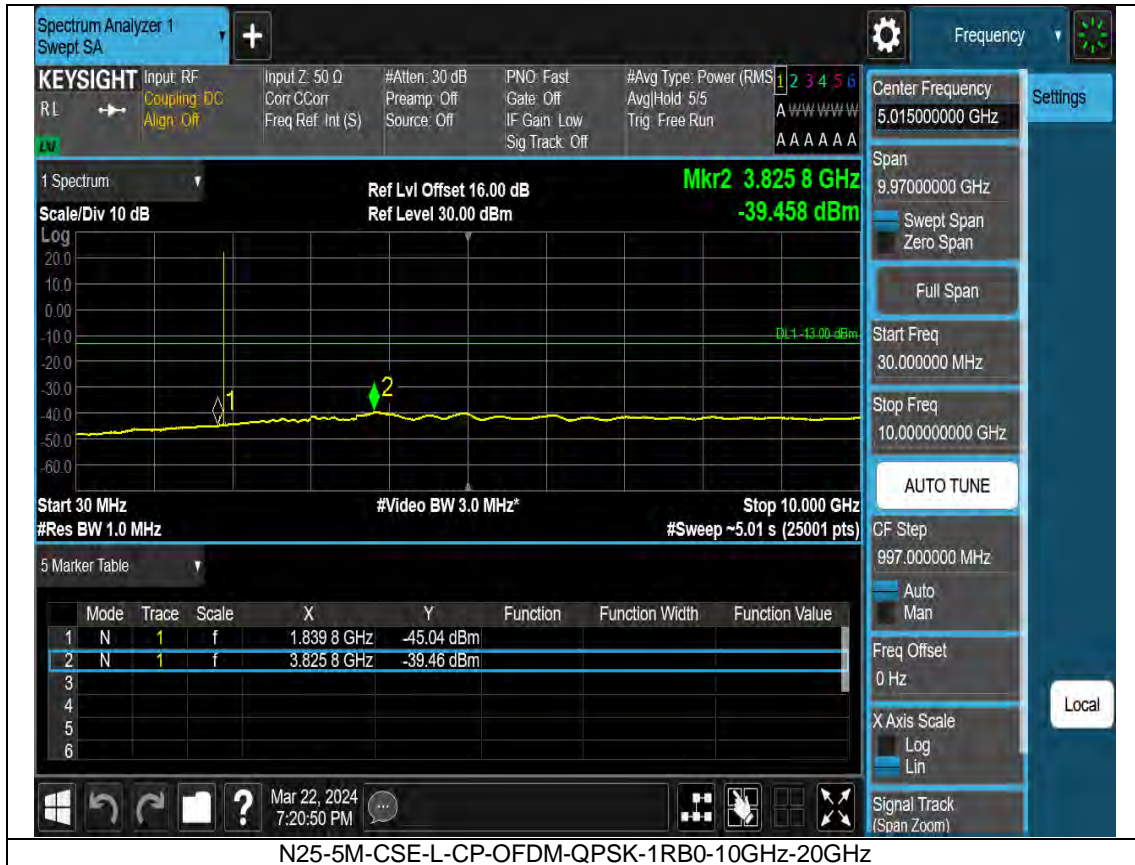 Spectrum Analyzer 1
Swept SA
+
Frequency
KEYSIGHT
RL
Input: RF
Coupling: DC
Align: Off
Input Z: 50 Ω
Corr CCorr
Freq Ref: Int (S)
#Atten: 30 dB
Preamp: Off
Source: Off
PNO: Fast
Gate: Off
IF Gain: Low
Sig Track: Off
#Avg Type: Power (RMS
Avg|Hold: 5/5
Trig: Free Run
1 2 3 4 5 6
A W W W W W
A A A A A A
1 Spectrum
Scale/Div 10 dB
Ref Lvl Offset 16.00 dB
Ref Level 30.00 dBm
Mkr2 3.825 8 GHz
-39.458 dBm
Log
20.0
10.0
0.00
-10.0
-20.0
-30.0
-40.0
-50.0
-60.0
DL1 -13.00 dBm
1
2
Start 30 MHz
#Res BW 1.0 MHz
#Video BW 3.0 MHz*
Stop 10.000 GHz
#Sweep ~5.01 s (25001 pts)
5 Marker Table
Mode Trace Scale X Y Function Function Width Function Value
1 N 1 f 1.839 8 GHz -45.04 dBm
2 N 1 f 3.825 8 GHz -39.46 dBm
3
4
5
6
Center Frequency
5.015000000 GHz
Settings
Span
9.97000000 GHz
Swept Span
Zero Span
Full Span
Start Freq
30.000000 MHz
Stop Freq
10.000000000 GHz
AUTO TUNE
CF Step
997.000000 MHz
Auto
Man
Freq Offset
0 Hz
X Axis Scale
Log
Lin
Local
Signal Track
(Span Zoom)
?
Mar 22, 2024
7:20:50 PM
N25-5M-CSE-L-CP-OFDM-QPSK-1RB0-10GHz-20GHz